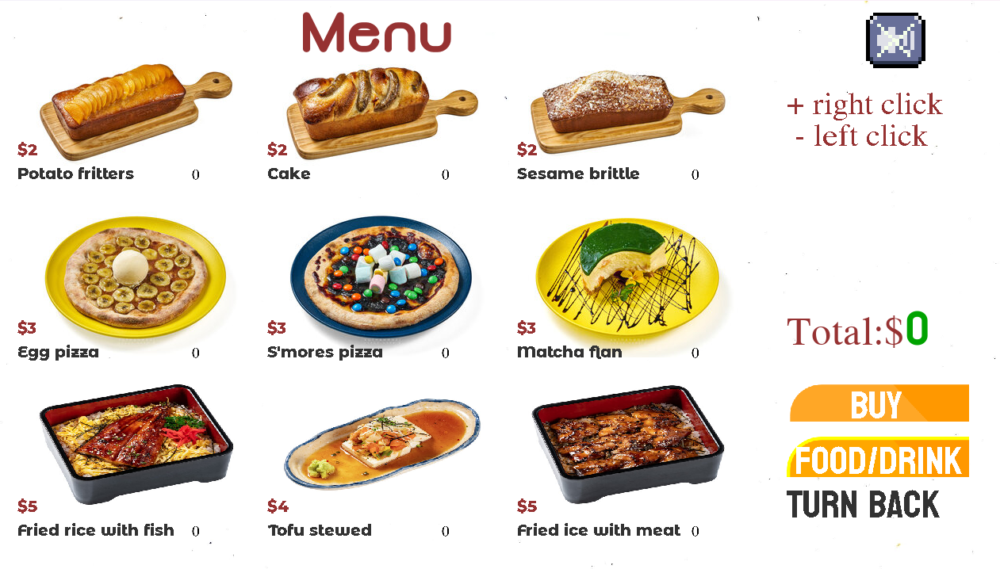 Menu
+ right click
- left click
$2
Potato fritters 0
$2
Cake 0
$2
Sesame brittle 0
$3
Egg pizza 0
$3
S'mores pizza 0
$3
Matcha flan 0
Total:$0
$5
Fried rice with fish 0
$4
Tofu stewed 0
$5
Fried ice with meat 0
BUY
FOOD/DRINK
TURN BACK